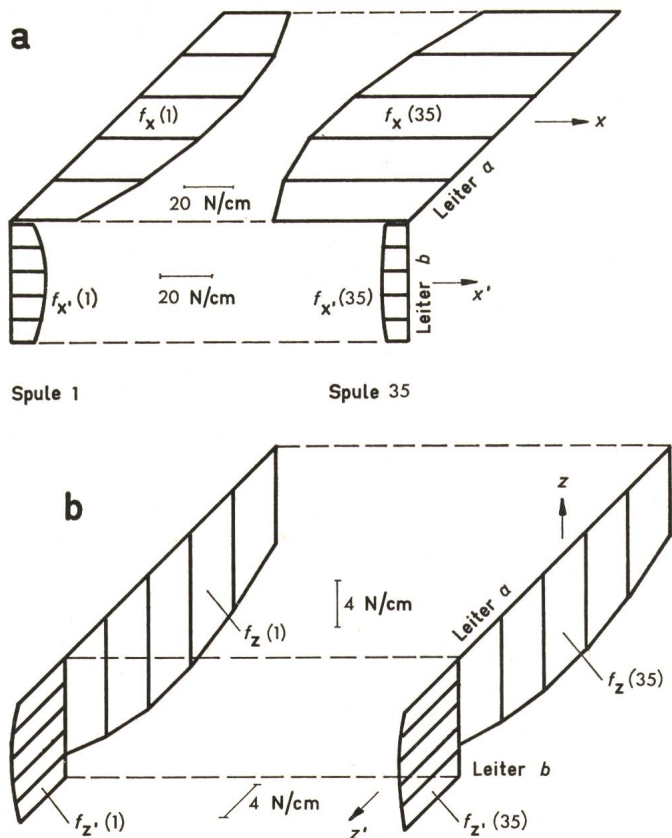 a
f_x(1)
f_x(35)
x
20 N/cm
Leiter a
20 N/cm
f_x'(1)
f_x'(35)
Leiter b
x'
Spule 1
Spule 35
b
z
4 N/cm
Leiter a
f_z(1)
f_z(35)
Leiter b
4 N/cm
f_z'(1)
z'
f_z'(35)